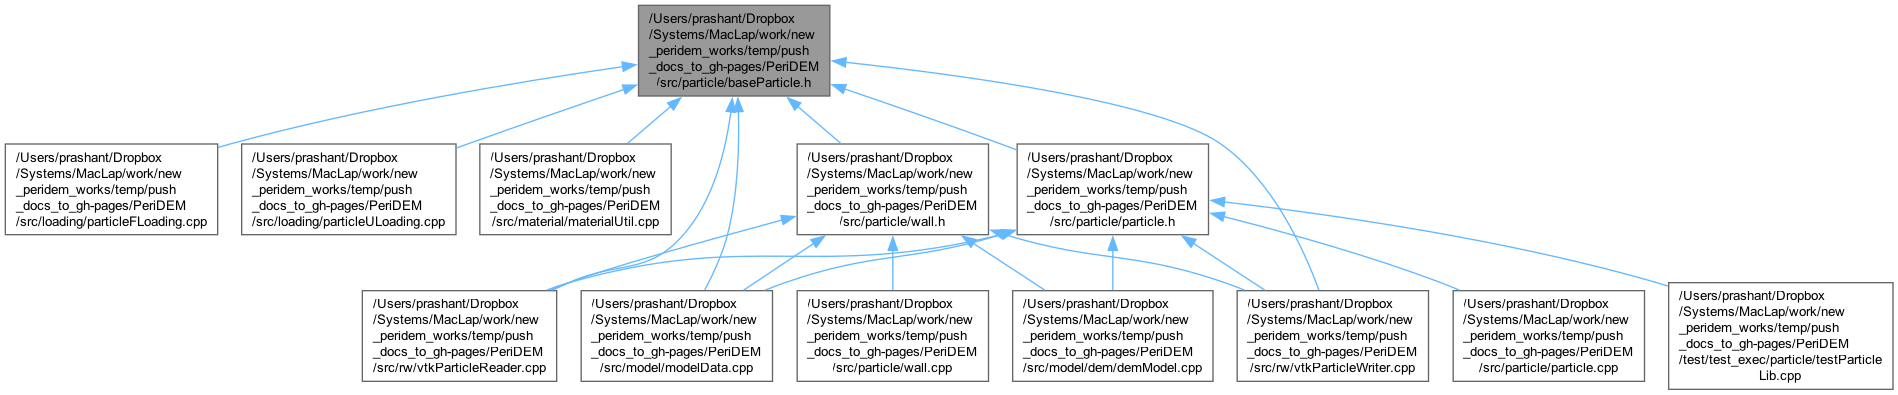 /Users/prashant/Dropbox
/Systems/MacLap/work/new
_peridem_works/temp/push
_docs_to_gh-pages/PeriDEM
/src/particle/baseParticle.h
/Users/prashant/Dropbox
/Systems/MacLap/work/new
_peridem_works/temp/push
_docs_to_gh-pages/PeriDEM
/src/loading/particleFLoading.cpp
/Users/prashant/Dropbox
/Systems/MacLap/work/new
_peridem_works/temp/push
_docs_to_gh-pages/PeriDEM
/src/loading/particleULoading.cpp
/Users/prashant/Dropbox
/Systems/MacLap/work/new
_peridem_works/temp/push
_docs_to_gh-pages/PeriDEM
/src/material/materialUtil.cpp
/Users/prashant/Dropbox
/Systems/MacLap/work/new
_peridem_works/temp/push
_docs_to_gh-pages/PeriDEM
/src/particle/wall.h
/Users/prashant/Dropbox
/Systems/MacLap/work/new
_peridem_works/temp/push
_docs_to_gh-pages/PeriDEM
/src/particle/particle.h
/Users/prashant/Dropbox
/Systems/MacLap/work/new
_peridem_works/temp/push
_docs_to_gh-pages/PeriDEM
/src/rw/vtkParticleReader.cpp
/Users/prashant/Dropbox
/Systems/MacLap/work/new
_peridem_works/temp/push
_docs_to_gh-pages/PeriDEM
/src/model/modelData.cpp
/Users/prashant/Dropbox
/Systems/MacLap/work/new
_peridem_works/temp/push
_docs_to_gh-pages/PeriDEM
/src/particle/wall.cpp
/Users/prashant/Dropbox
/Systems/MacLap/work/new
_peridem_works/temp/push
_docs_to_gh-pages/PeriDEM
/src/model/dem/demModel.cpp
/Users/prashant/Dropbox
/Systems/MacLap/work/new
_peridem_works/temp/push
_docs_to_gh-pages/PeriDEM
/src/rw/vtkParticleWriter.cpp
/Users/prashant/Dropbox
/Systems/MacLap/work/new
_peridem_works/temp/push
_docs_to_gh-pages/PeriDEM
/src/particle/particle.cpp
/Users/prashant/Dropbox
/Systems/MacLap/work/new
_peridem_works/temp/push
_docs_to_gh-pages/PeriDEM
/test/test_exec/particle/testParticle
Lib.cpp